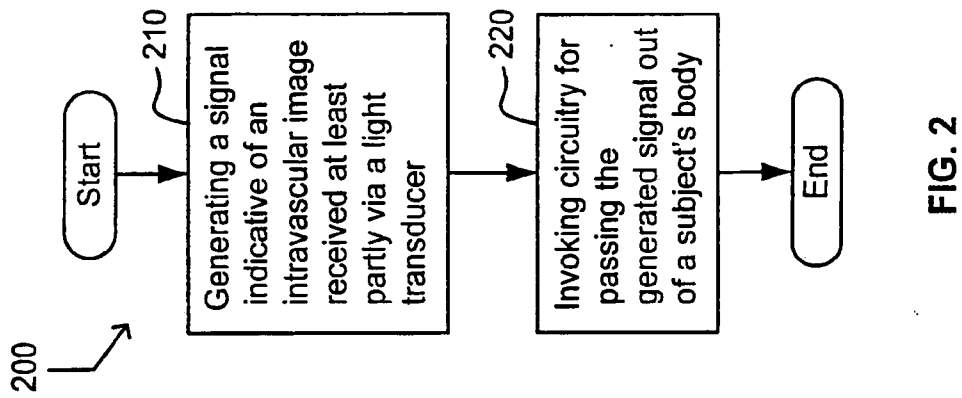 200
Start
210
Generating a signal
indicative of an
intravascular image
received at least
partly via a light
transducer
220
Invoking circuitry for
passing the
generated signal out
of a subject's body
End
FIG. 2